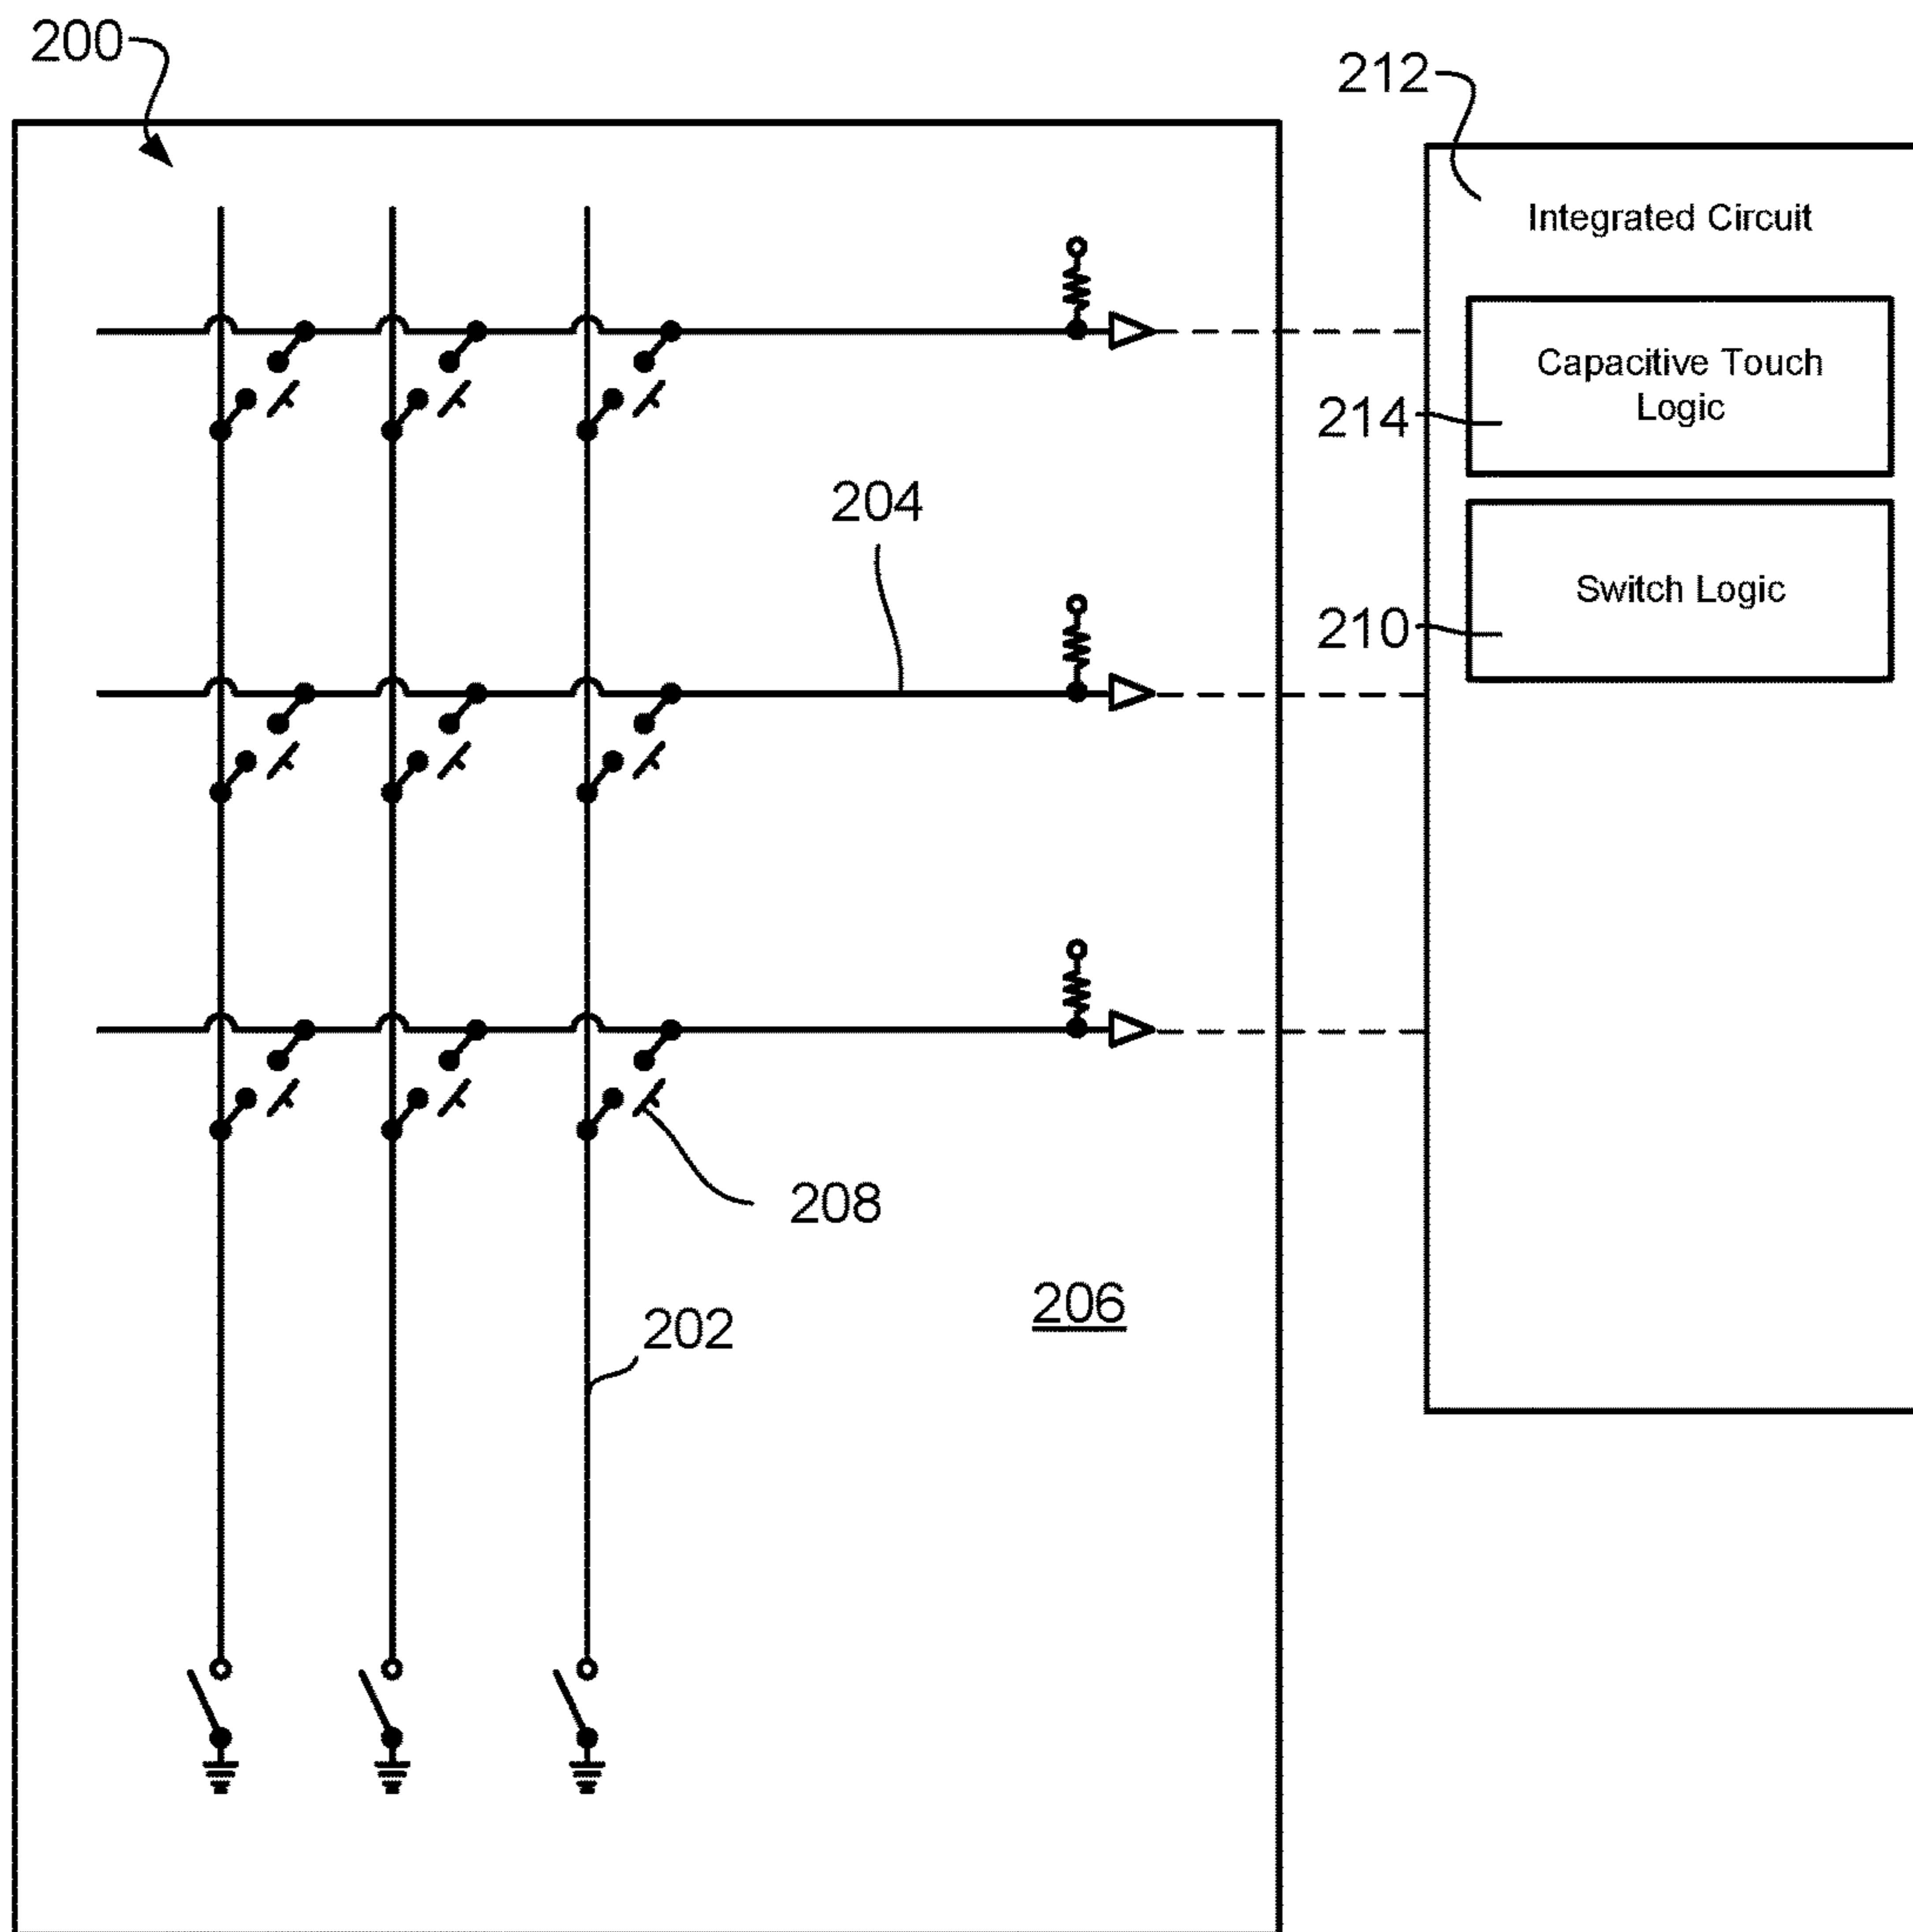 200
212
Integrated Circuit
Capacitive Touch
Logic
214
204
Switch Logic
210
208
206
202